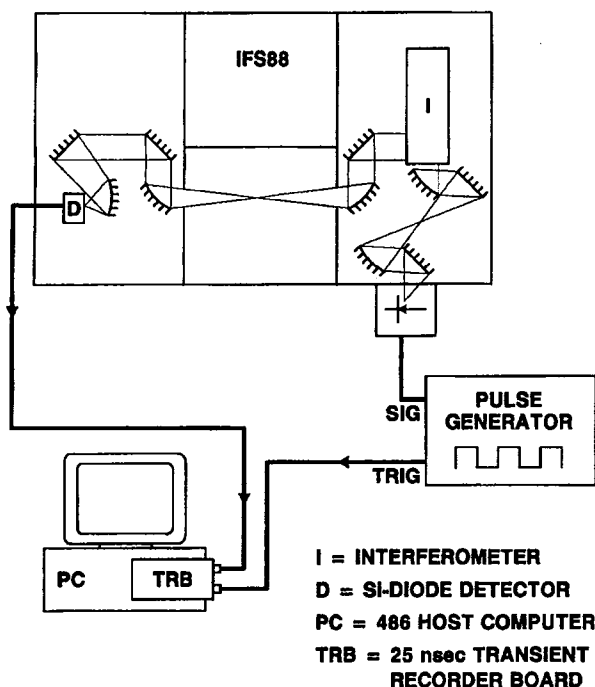 IFS88
I
D
SIG
PULSE
GENERATOR
TRIG
PC
TRB
I = INTERFEROMETER
D = SI-DIODE DETECTOR
PC = 486 HOST COMPUTER
TRB = 25 nsec TRANSIENT
RECORDER BOARD